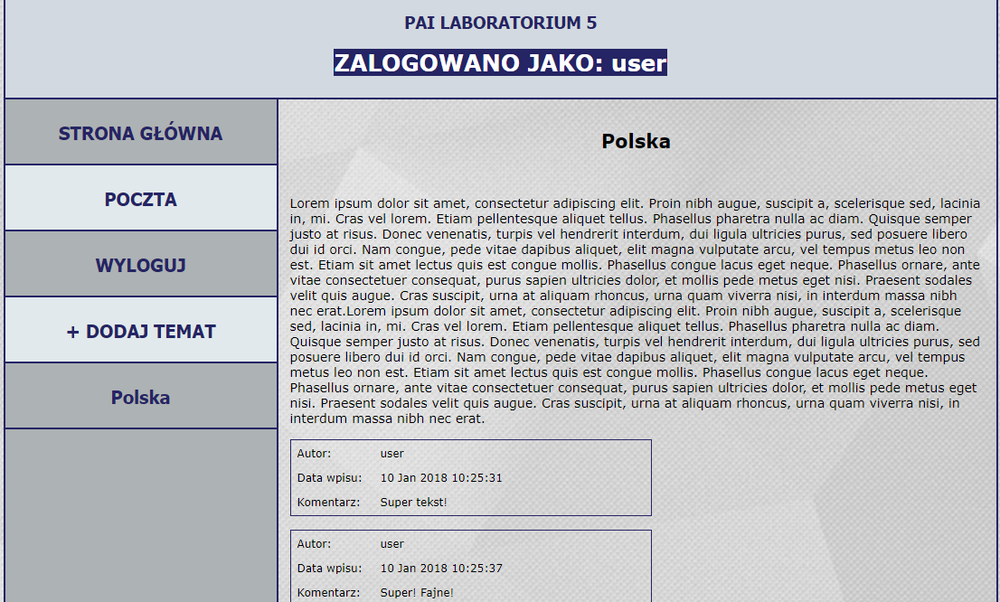 PAI LABORATORIUM 5
ZALOGOWANO JAKO: user
STRONA GŁÓWNA
POCZTA
WYLOGUJ
+ DODAJ TEMAT
Polska
Polska
Lorem ipsum dolor sit amet, consectetur adipiscing elit. Proin nibh augue, suscipit a, scelerisque sed, lacinia
in, mi. Cras vel lorem. Etiam pellentesque aliquet tellus. Phasellus pharetra nulla ac diam. Quisque semper
justo at risus. Donec venenatis, turpis vel hendrerit interdum, dui ligula ultricies purus, sed posuere libero
dui id orci. Nam congue, pede vitae dapibus aliquet, elit magna vulputate arcu, vel tempus metus leo non
est. Etiam sit amet lectus quis est congue mollis. Phasellus congue lacus eget neque. Phasellus ornare, ante
vitae consectetuer consequat, purus sapien ultricies dolor, et mollis pede metus eget nisi. Praesent sodales
velit quis augue. Cras suscipit, urna at aliquam rhoncus, urna quam viverra nisi, in interdum massa nibh
nec erat.Lorem ipsum dolor sit amet, consectetur adipiscing elit. Proin nibh augue, suscipit a, scelerisque
sed, lacinia in, mi. Cras vel lorem. Etiam pellentesque aliquet tellus. Phasellus pharetra nulla ac diam.
Quisque semper justo at risus. Donec venenatis, turpis vel hendrerit interdum, dui ligula ultricies purus, sed
posuere libero dui id orci. Nam congue, pede vitae dapibus aliquet, elit magna vulputate arcu, vel tempus
metus leo non est. Etiam sit amet lectus quis est congue mollis. Phasellus congue lacus eget neque.
Phasellus ornare, ante vitae consectetuer consequat, purus sapien ultricies dolor, et mollis pede metus eget
nisi. Praesent sodales velit quis augue. Cras suscipit, urna at aliquam rhoncus, urna quam viverra nisi, in
interdum massa nibh nec erat.
Autor: user
Data wpisu: 10 Jan 2018 10:25:31
Komentarz: Super tekst!
Autor: user
Data wpisu: 10 Jan 2018 10:25:37
Komentarz: Super! Fajne!